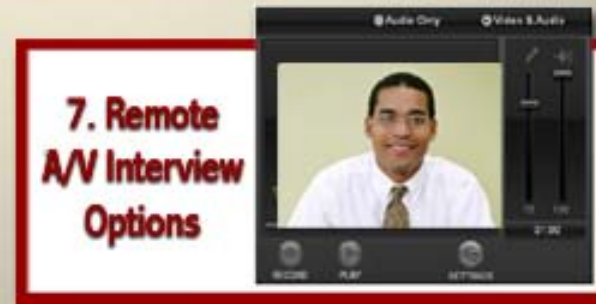 Audio Only
Video & Audio
7. Remote
A/V Interview
Options
RECORD
PLAY
SETTINGS